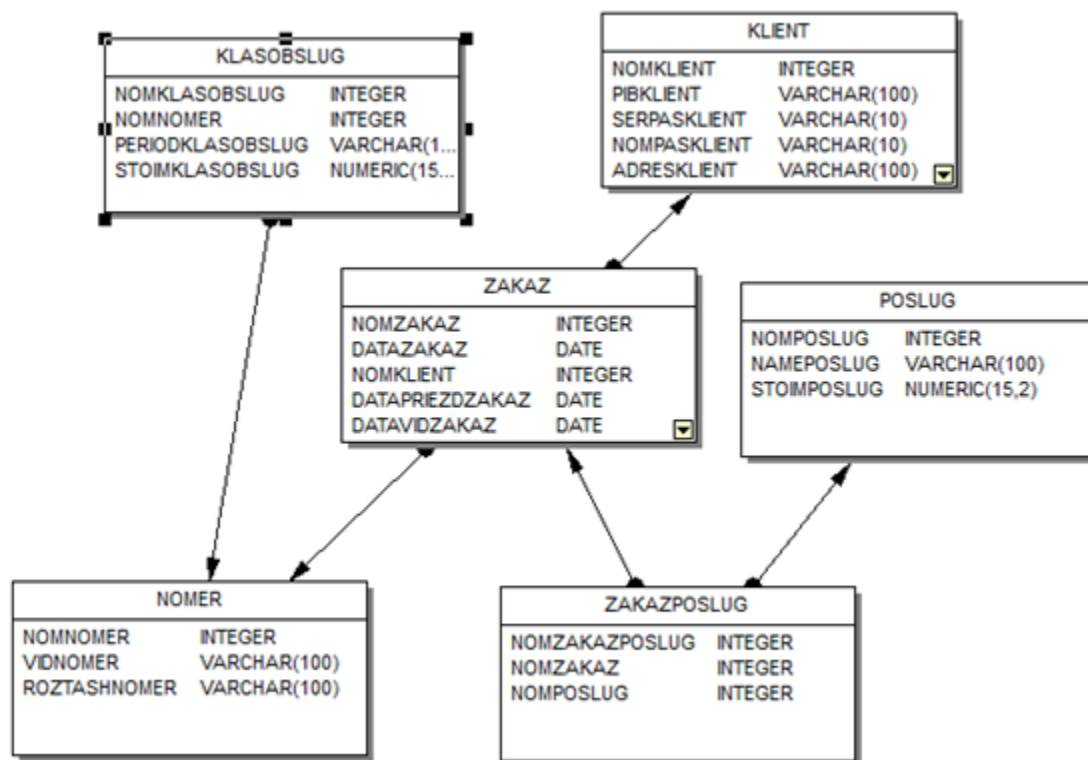 KLASOBSLUG
NOMKLASOBSLUG INTEGER
NOMNOMER INTEGER
PERIODKLASOBSLUG VARCHAR(1...
STOIMKLASOBSLUG NUMERIC(15...
KLIENT
NOMKLIENT INTEGER
PIBKLIENT VARCHAR(100)
SERPASKLIENT VARCHAR(10)
NOMPASKLIENT VARCHAR(10)
ADRESKLIENT VARCHAR(100)
ZAKAZ
NOMZAKAZ INTEGER
DATAZAKAZ DATE
NOMKLIENT INTEGER
DATAPRIEZDZAKAZ DATE
DATAVIDZAKAZ DATE
POSLUG
NOMPOSLUG INTEGER
NAMEPOSLUG VARCHAR(100)
STOIMPOSLUG NUMERIC(15,2)
NOMER
NOMNOMER INTEGER
VIDNOMER VARCHAR(100)
ROZTASHNOMER VARCHAR(100)
ZAKAZPOSLUG
NOMZAKAZPOSLUG INTEGER
NOMZAKAZ INTEGER
NOMPOSLUG INTEGER